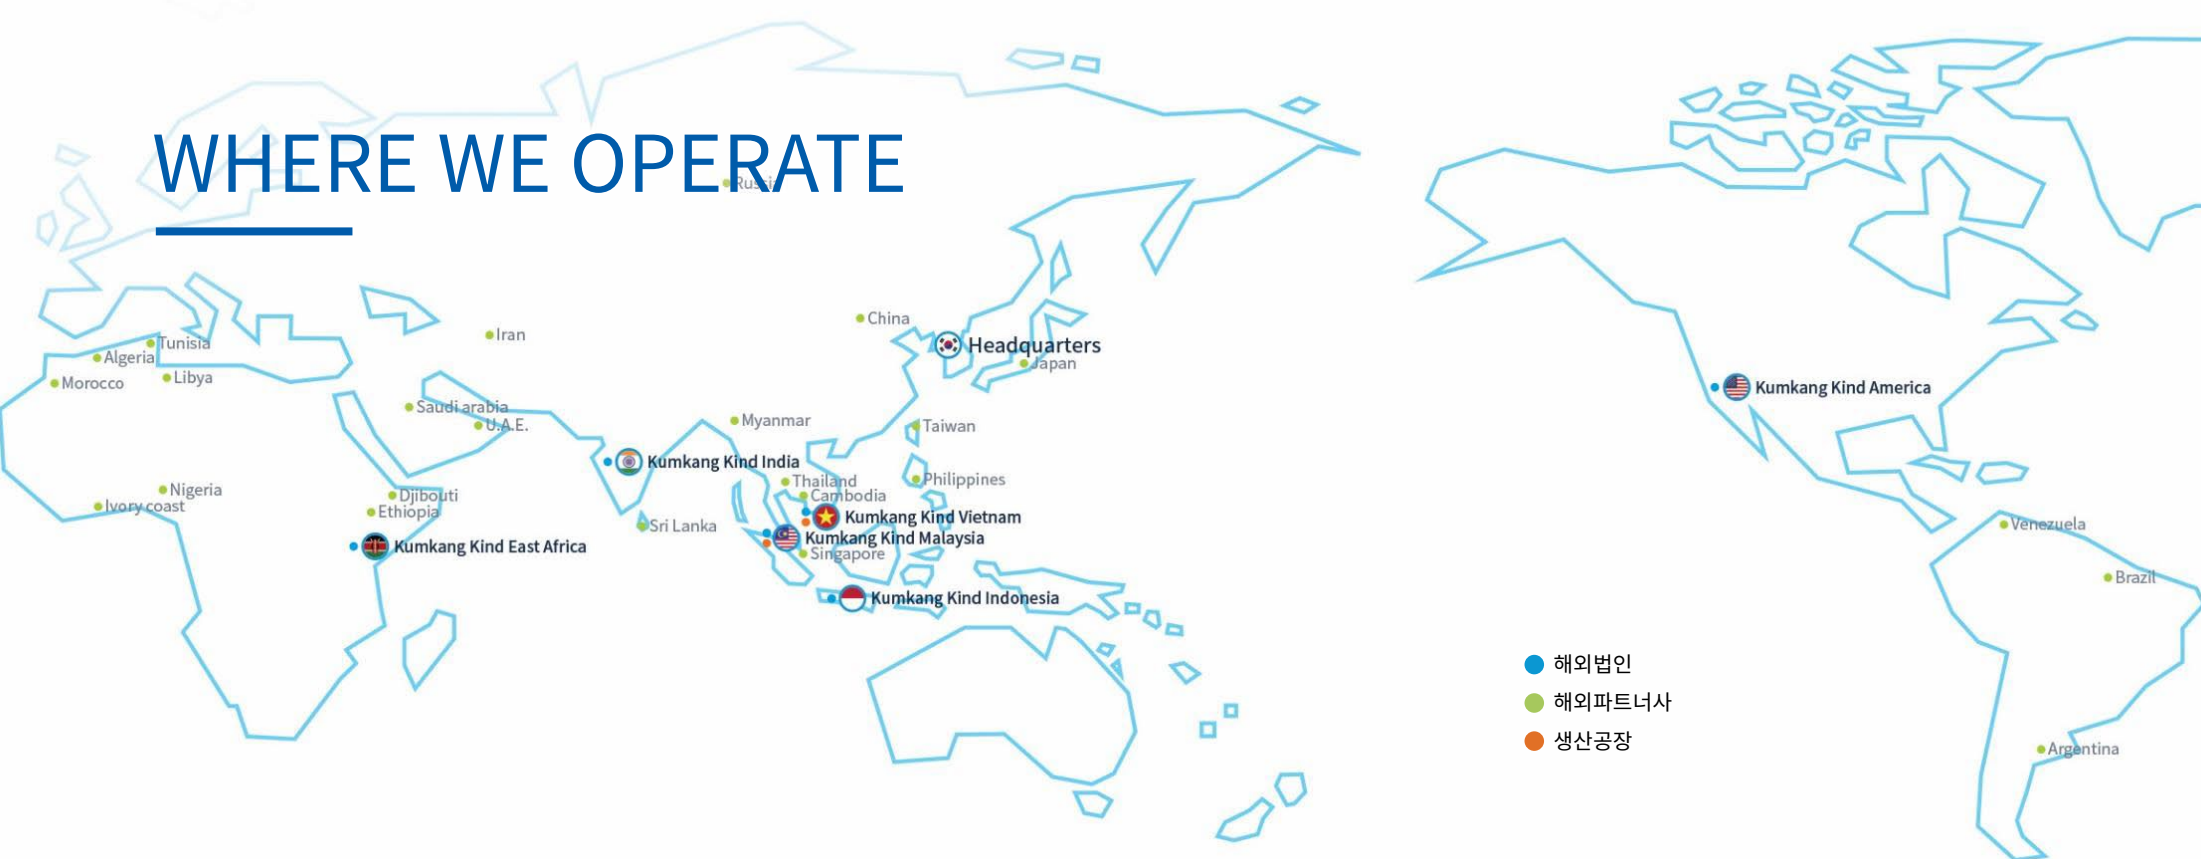 WHERE WE OPERATE
Russia
China
Iran
Tunisia
Headquarters
Algeria
Japan
Libya
Morocco
Kumkang Kind America
Saudi arabia
Myanmar
U.A.E.
Taiwan
Kumkang Kind India
Philippines
Thailand
Nigeria
Djibouti
Cambodia
Ivory coast
Ethiopia
Kumkang Kind Vietnam
Sri Lanka
Venezuela
Kumkang Kind Malaysia
Kumkang Kind East Africa
Singapore
Brazil
Kumkang Kind Indonesia
해외법인
해외파트너사
생산공장
Argentina